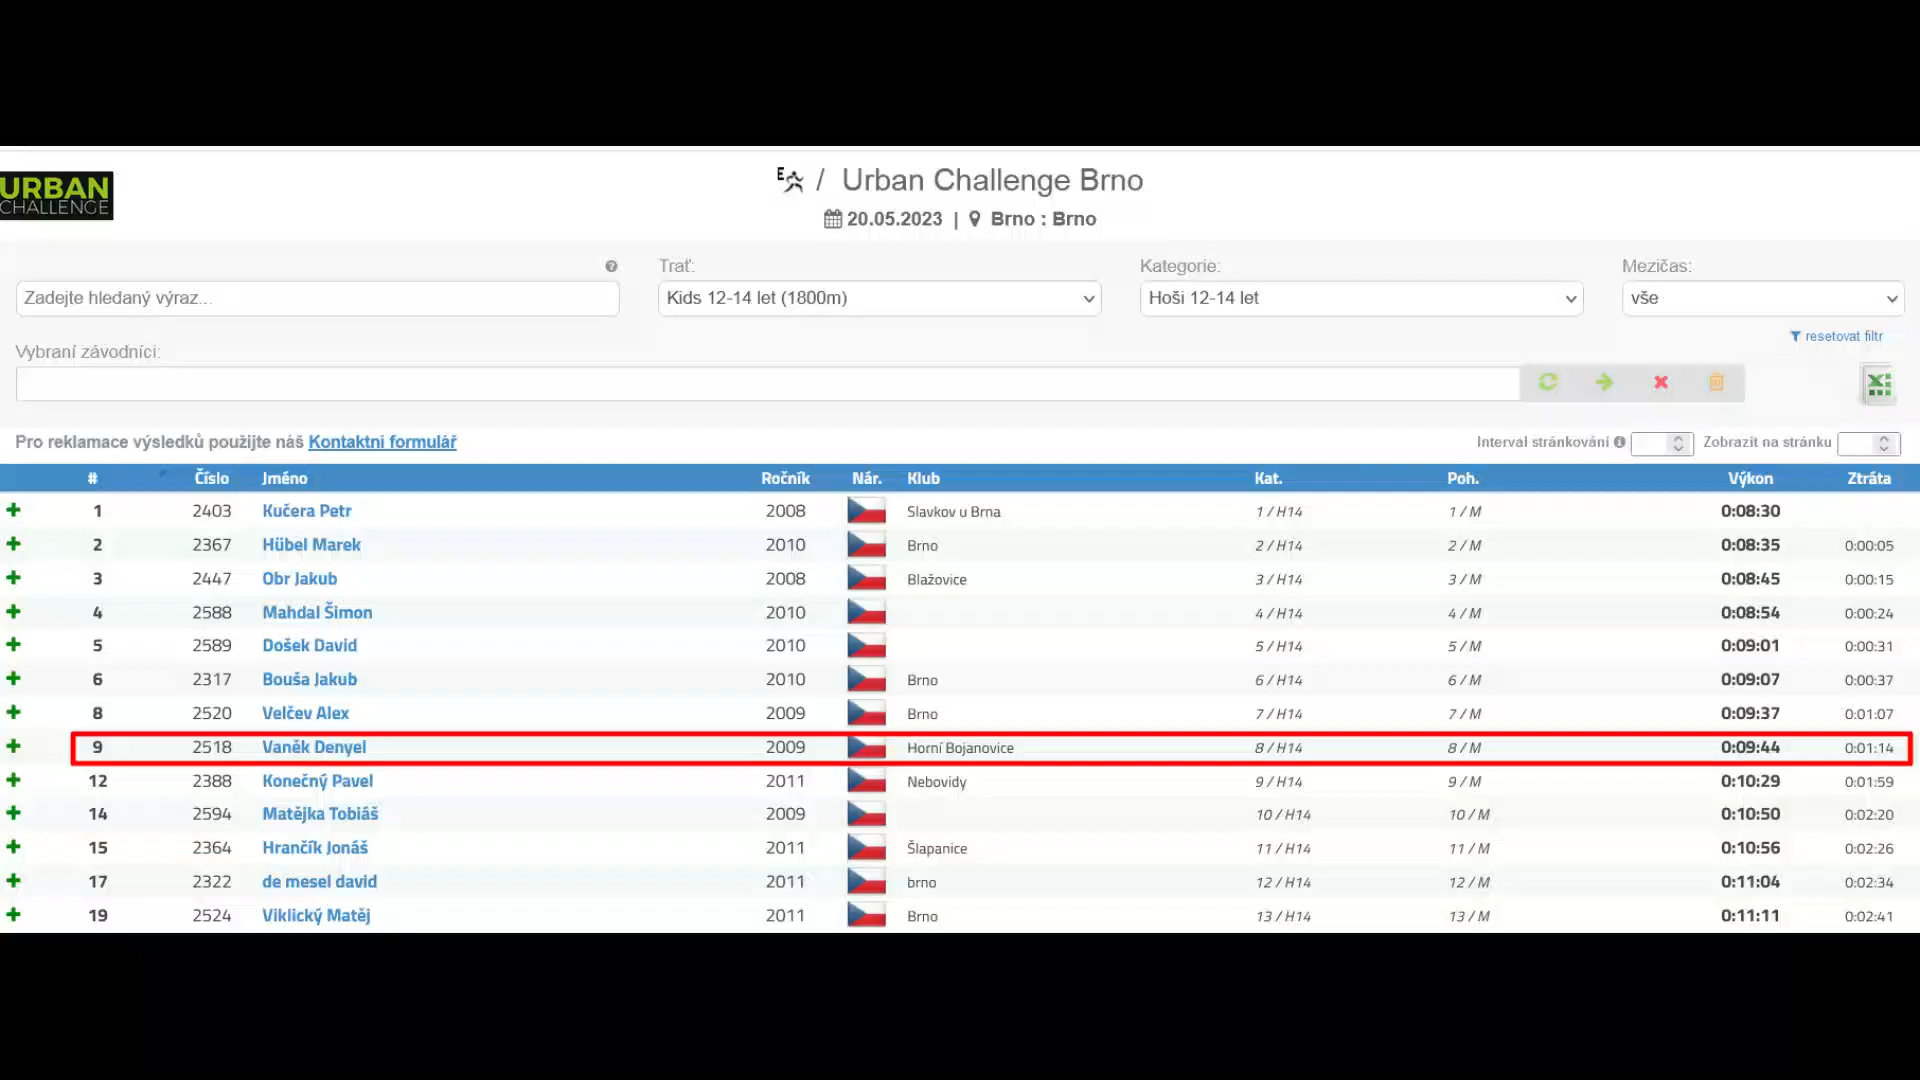 URBAN
CHALLENGE
/ Urban Challenge Brno
20.05.2023 | Brno : Brno
Trať: Kategorie: Mezičas:
Zadejte hledaný výraz... Kids 12-14 let (1800m) Hoši 12-14 let vše
resetovat filtr
Vybraní závodníci:
Pro reklamace výsledků použijte náš Kontaktní formulář Interval stránkování Zobrazit na stránku
# Číslo Jméno Ročník Nár. Klub Kat. Poh. Výkon Ztráta
1 2403 Kučera Petr 2008 Slavkov u Brna 1 / H14 1 / M 0:08:30
2 2367 Hübel Marek 2010 Brno 2 / H14 2 / M 0:08:35 0:00:05
3 2447 Obr Jakub 2008 Blažovice 3 / H14 3 / M 0:08:45 0:00:15
4 2588 Mahdal Šimon 2010 4 / H14 4 / M 0:08:54 0:00:24
5 2589 Došek David 2010 5 / H14 5 / M 0:09:01 0:00:31
6 2317 Bouša Jakub 2010 Brno 6 / H14 6 / M 0:09:07 0:00:37
8 2520 Velčev Alex 2009 Brno 7 / H14 7 / M 0:09:37 0:01:07
9 2518 Vaněk Denyel 2009 Horní Bojanovice 8 / H14 8 / M 0:09:44 0:01:14
12 2388 Konečný Pavel 2011 Nebovidy 9 / H14 9 / M 0:10:29 0:01:59
14 2594 Matějka Tobiáš 2009 10 / H14 10 / M 0:10:50 0:02:20
15 2364 Hrančík Jonáš 2011 Šlapanice 11 / H14 11 / M 0:10:56 0:02:26
17 2322 de mesel david 2011 brno 12 / H14 12 / M 0:11:04 0:02:34
19 2524 Viklický Matěj 2011 Brno 13 / H14 13 / M 0:11:11 0:02:41